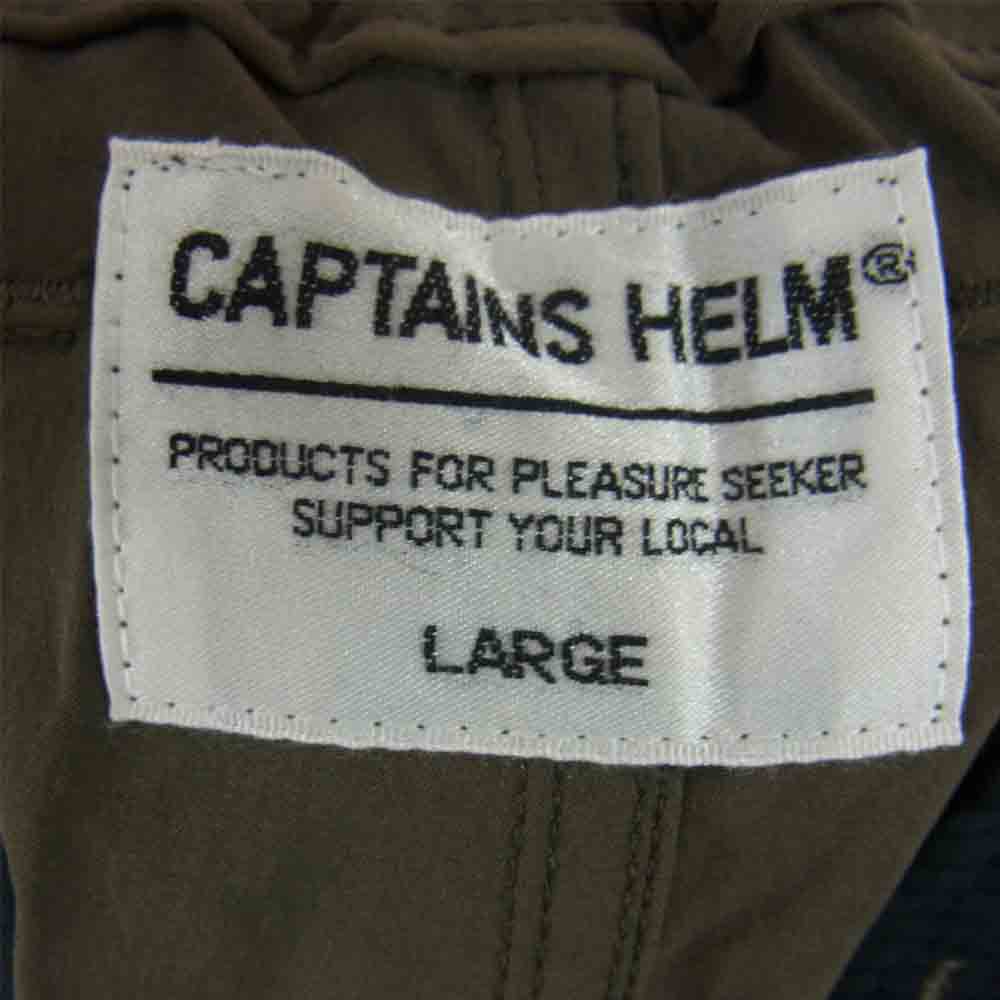 CAPTAINS HELM®
PRODUCTS FOR PLEASURE SEEKER
SUPPORT YOUR LOCAL
LARGE